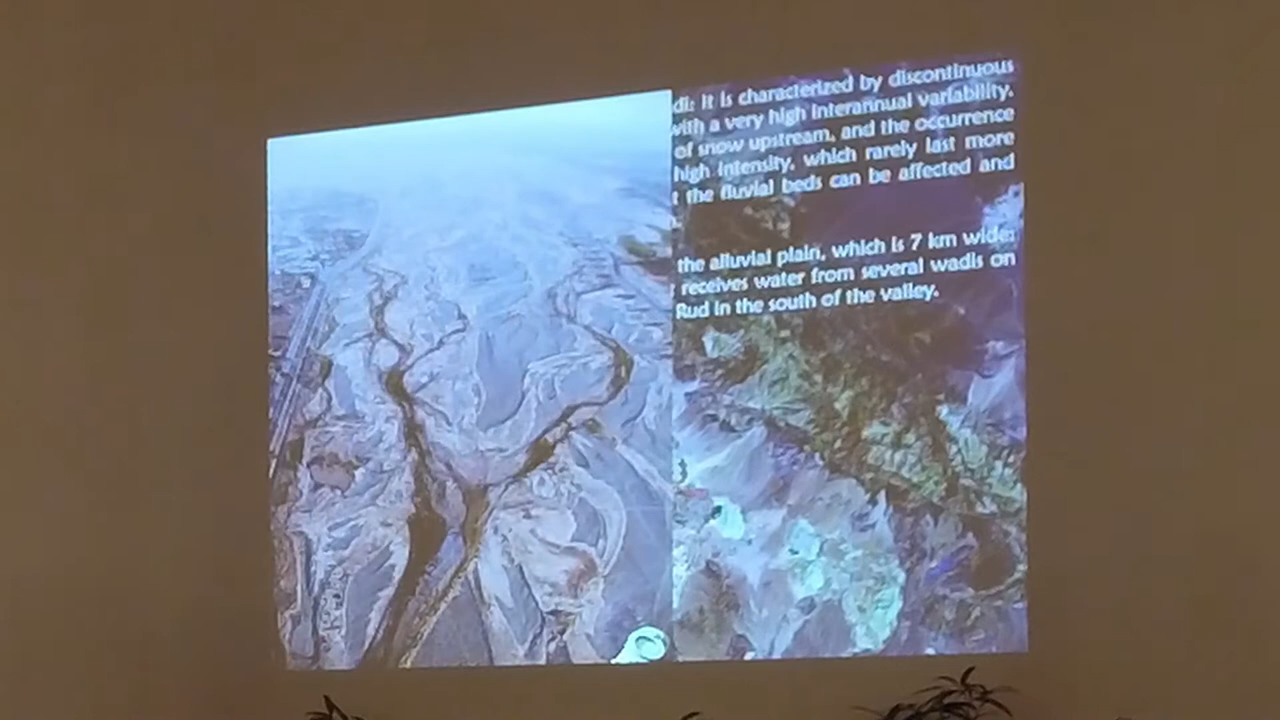 di: It is characterized by discontinuous
with a very high interannual variability,
of snow upstream, and the occurrence
high intensity, which rarely last more
t the fluvial beds can be affected and
the alluvial plain, which is 7 km wide;
receives water from several wadis on
Rud in the south of the valley.